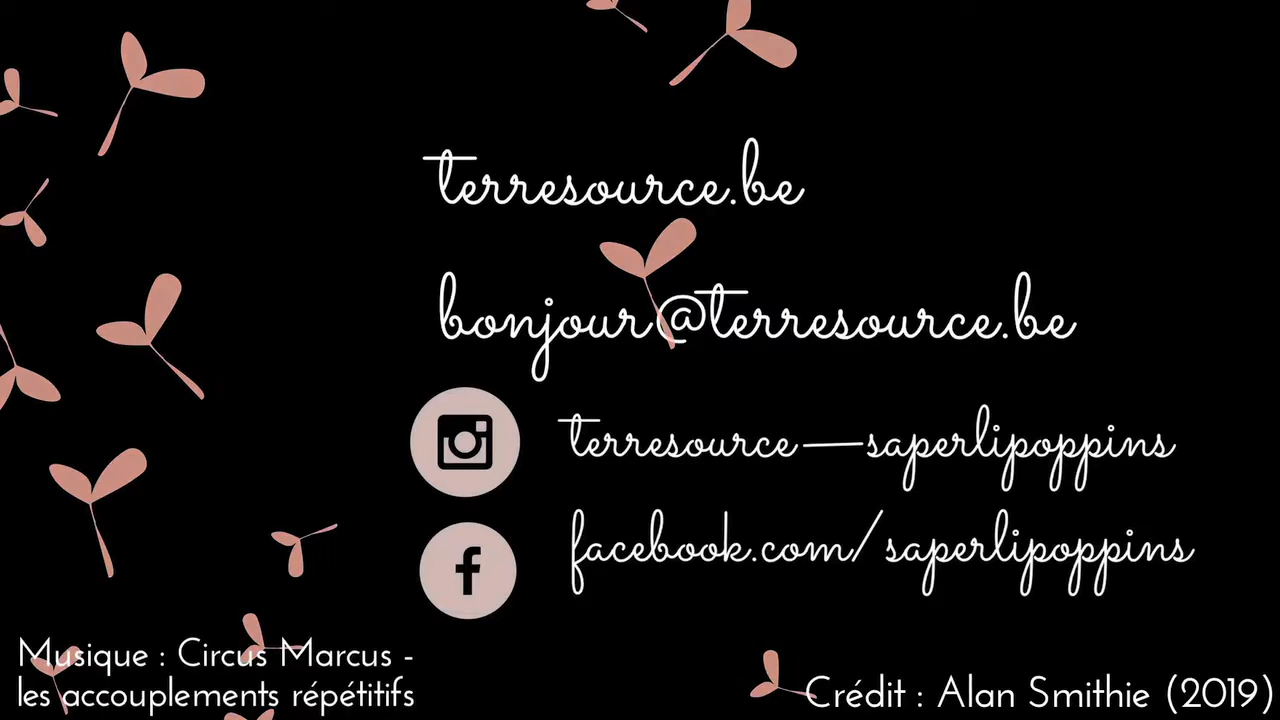 terresource.be
bonjour@terresource.be
terresource—saperlipoppins
facebook.com/saperlipoppins
Musique : Circus Marcus -
les accouplements répétitifs
Crédit : Alan Smithie (2019)